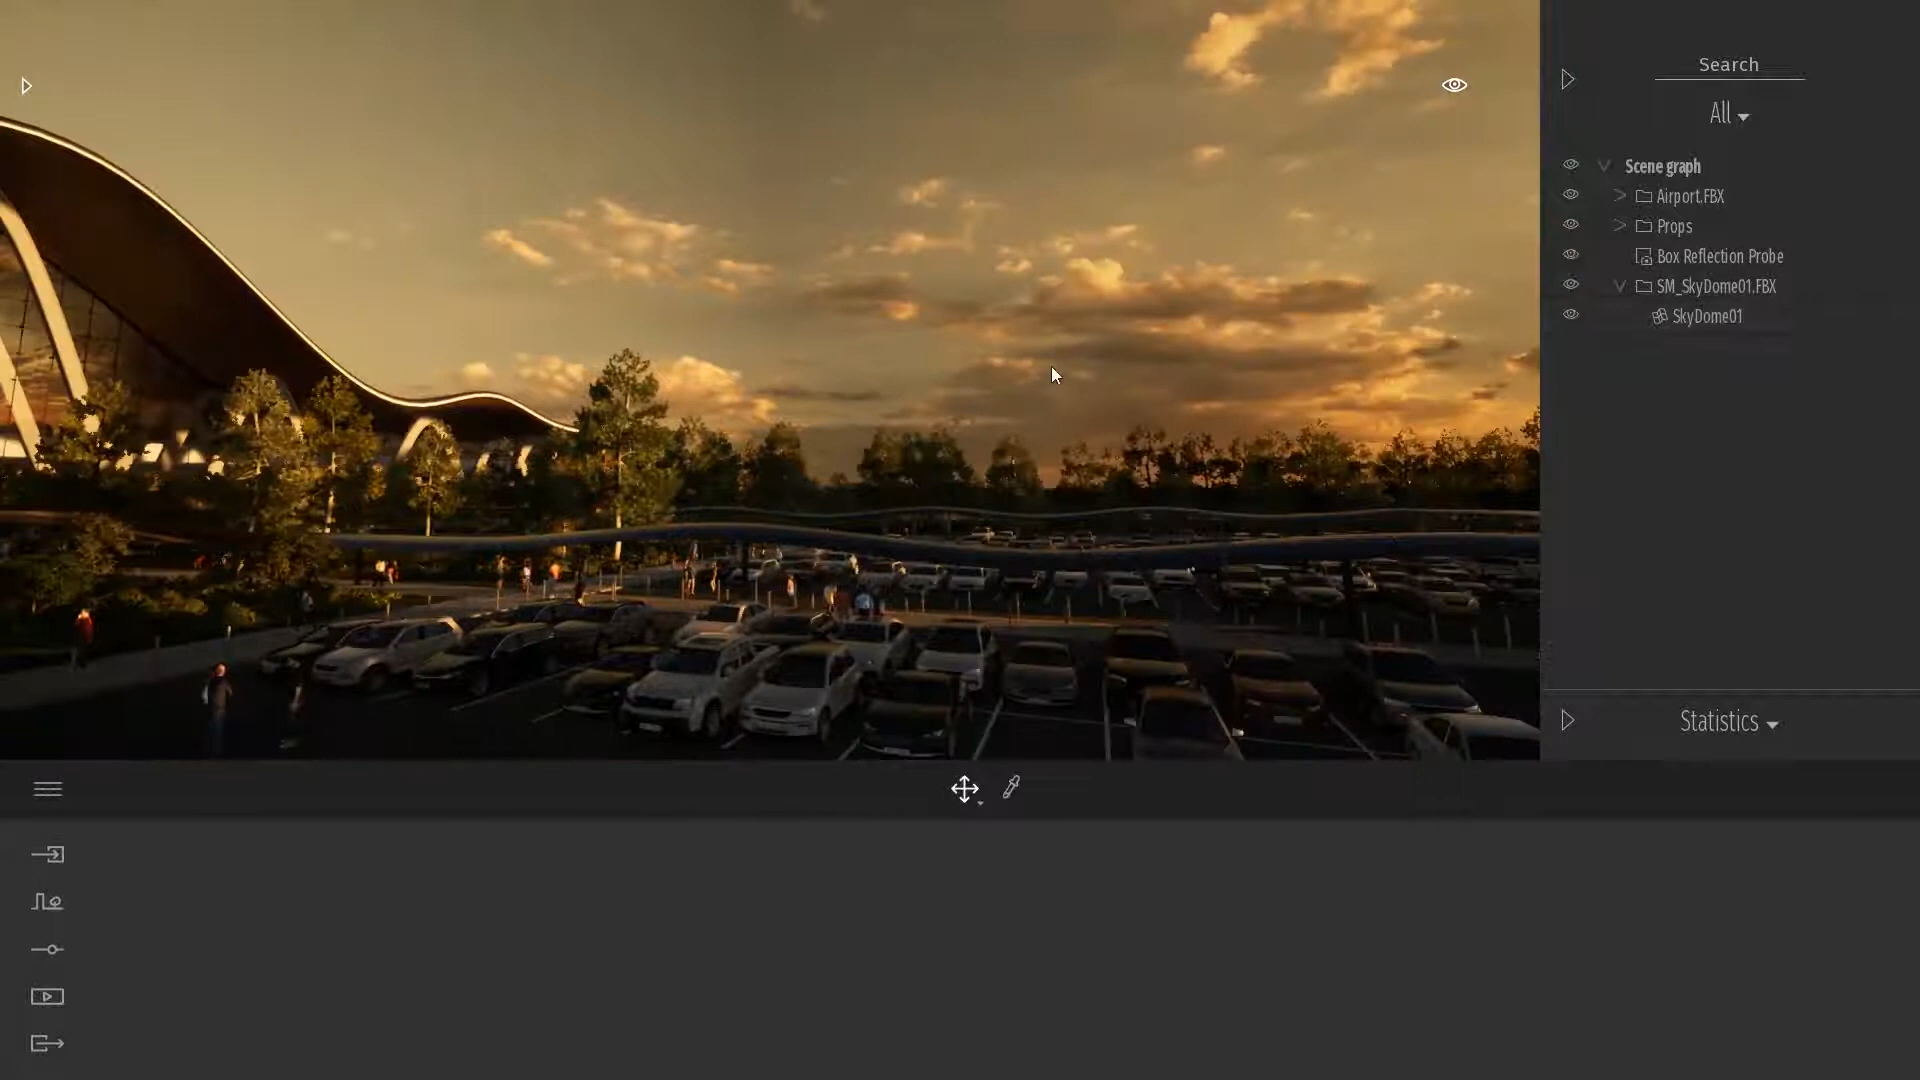 Search
All
Scene graph
Airport.FBX
Props
Box Reflection Probe
SM_SkyDome01.FBX
SkyDome01
Statistics